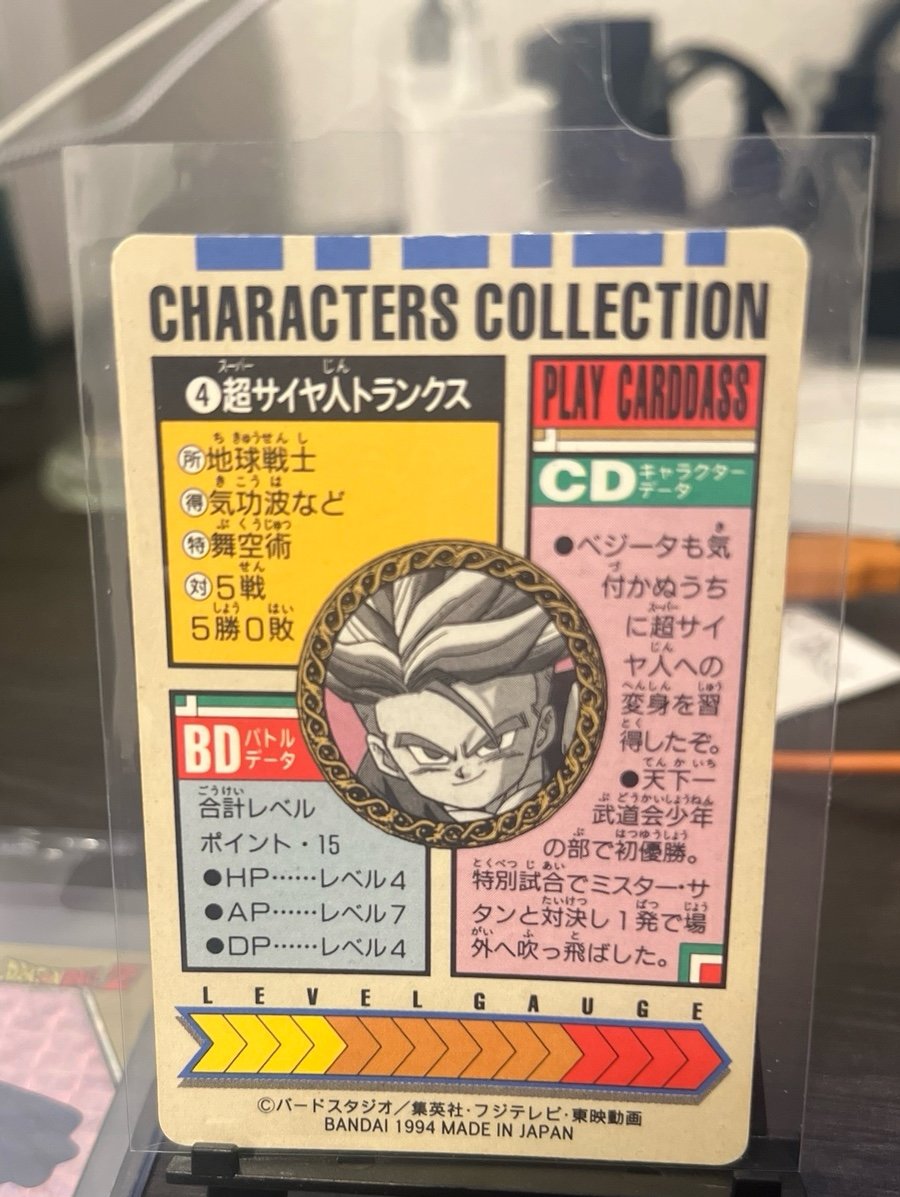 CHARACTERS COLLECTION
④超サイヤ人トランクス
所 地球戦士
得 気功波など
特 舞空術
対 5戦
5勝0敗
BD バトルデータ
合計レベル
ポイント・15
●HP……レベル4
●AP……レベル7
●DP……レベル4
PLAY CARDDASS
CD キャラクターデータ
●ベジータも気
付かぬうち
に超サイ
ヤ人への
変身を習
得したぞ。
●天下一
武道会少年
の部で初優勝。
特別試合でミスター・サ
タンと対決し1発で場
外へ吹っ飛ばした。
LEVEL GAUGE
©バードスタジオ/集英社・フジテレビ・東映動画
BANDAI 1994 MADE IN JAPAN